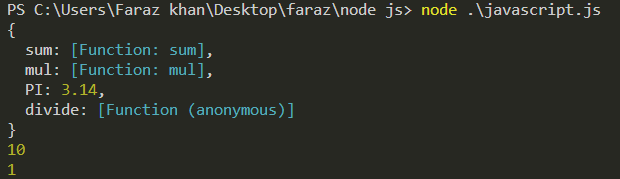 PS C:\Users\Faraz khan\Desktop\faraz\node js> node .\javascript.js
{
  sum: [Function: sum],
  mul: [Function: mul],
  PI: 3.14,
  divide: [Function (anonymous)]
}
10
1